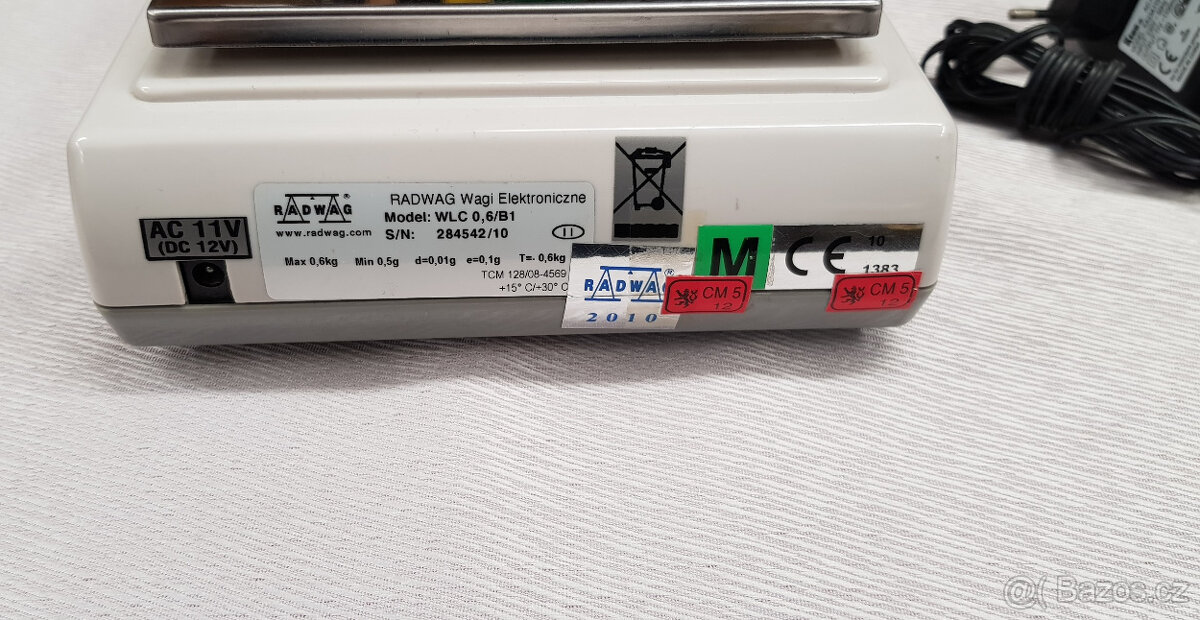 AC 11V
(DC 12V)
RADWAG®
www.radwag.com
RADWAG Wagi Elektroniczne
Model: WLC 0,6/B1
S/N: 284542/10
II
Max 0,6kg Min 0,5g d=0,01g e=0,1g T=- 0,6kg
TCM 128/08-4569
+15° C/+30° C
RADWAG®
2010
M
CE 10
1383
CM 5
12
CM 5
12
@( Bazos.cz